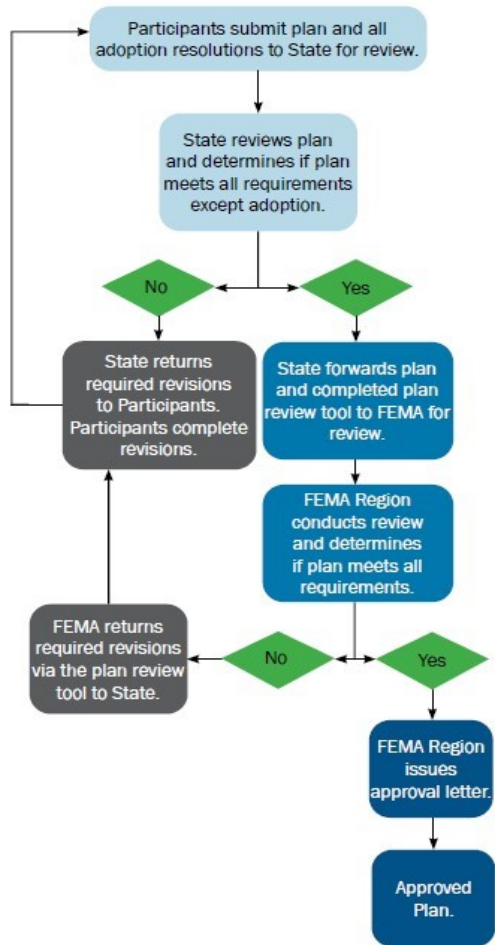 Participants submit plan and all
adoption resolutions to State for review.
State reviews plan
and determines if plan
meets all requirements
except adoption.
No
Yes
State returns
required revisions
to Participants.
Participants complete
revisions.
State forwards plan
and completed plan
review tool to FEMA for
review.
FEMA Region
conducts review
and determines
if plan meets all
requirements.
FEMA returns
required revisions
via the plan review
tool to State.
No
Yes
FEMA Region
issues
approval letter.
Approved
Plan.